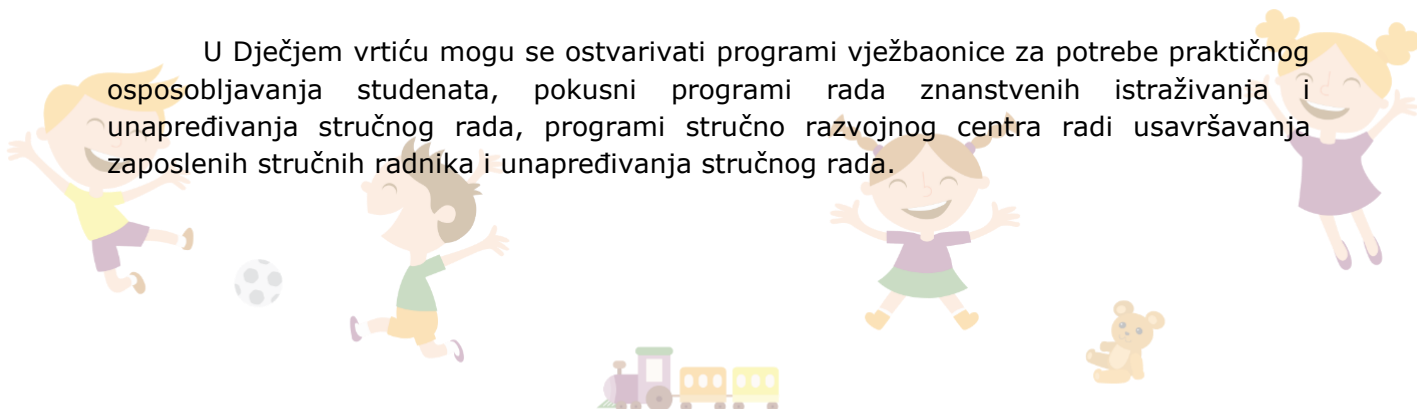 U Dječjem vrtiću mogu se ostvarivati programi vježbaonice za potrebe praktičnog
osposobljavanja studenata, pokusni programi rada znanstvenih istraživanja i
unapređivanja stručnog rada, programi stručno razvojnog centra radi usavršavanja
zaposlenih stručnih radnika i unapređivanja stručnog rada.